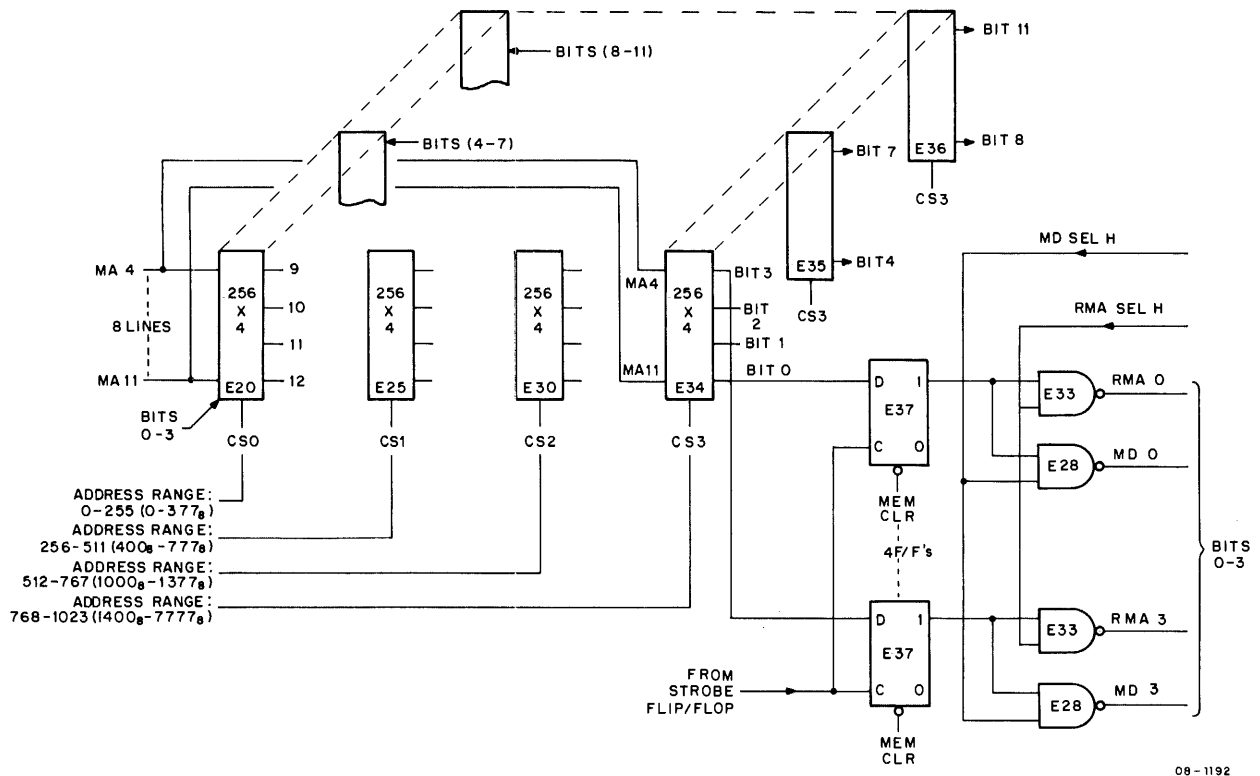 BITS (8-11)
BIT 11
BITS (4-7)
BIT 7
E36
BIT 8
CS3
MD SEL H
MA 4
9
BIT3
E35
BIT4
256
X
4
10
256
X
4
256
X
4
MA4
256
X
4
BIT
2
CS3
RMA SEL H
8 LINES
11
BIT 1
MA11
E20
12
E25
E30
MA11
E34
BIT 0
D 1
E37
C 0
E33
RMA 0
BITS
0-3
CS0
CS1
CS2
CS3
E28
MD 0
ADDRESS RANGE:
0-255 (0-377₈)
MEM
CLR
ADDRESS RANGE:
256-511 (400₈-777₈)
4F/F's
BITS
0-3
ADDRESS RANGE:
512-767 (1000₈-1377₈)
ADDRESS RANGE:
768-1023 (1400₈-7777₈)
D 1
E37
C 0
E33
RMA 3
FROM
STROBE
FLIP/FLOP
E28
MD 3
MEM
CLR
08-1192